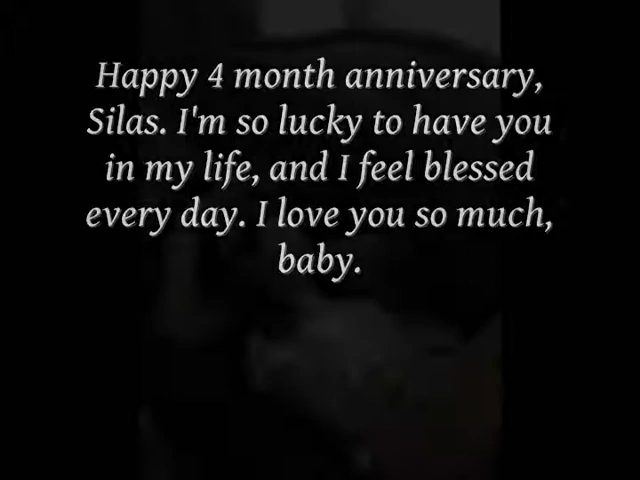 Happy 4 month anniversary,
Silas. I'm so lucky to have you
in my life, and I feel blessed
every day. I love you so much,
baby.